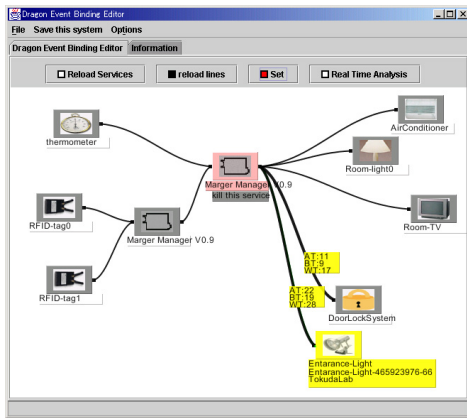 Dragon Event Binding Editor
File Save this system Options
Dragon Event Binding Editor Information
Reload Services reload lines Set Real Time Analysis
thermometer
AirConditioner
Room-light0
Marger Manager V0.9
kill this service
RFID-tag0
Marger Manager V0.9
Room-TV
RFID-tag1
AT:11
BT:9
WT:17
AT:22
BT:19
WT:28
DoorLockSystem
Entarance-Light
Entarance-Light-465923976-66
TokudaLab